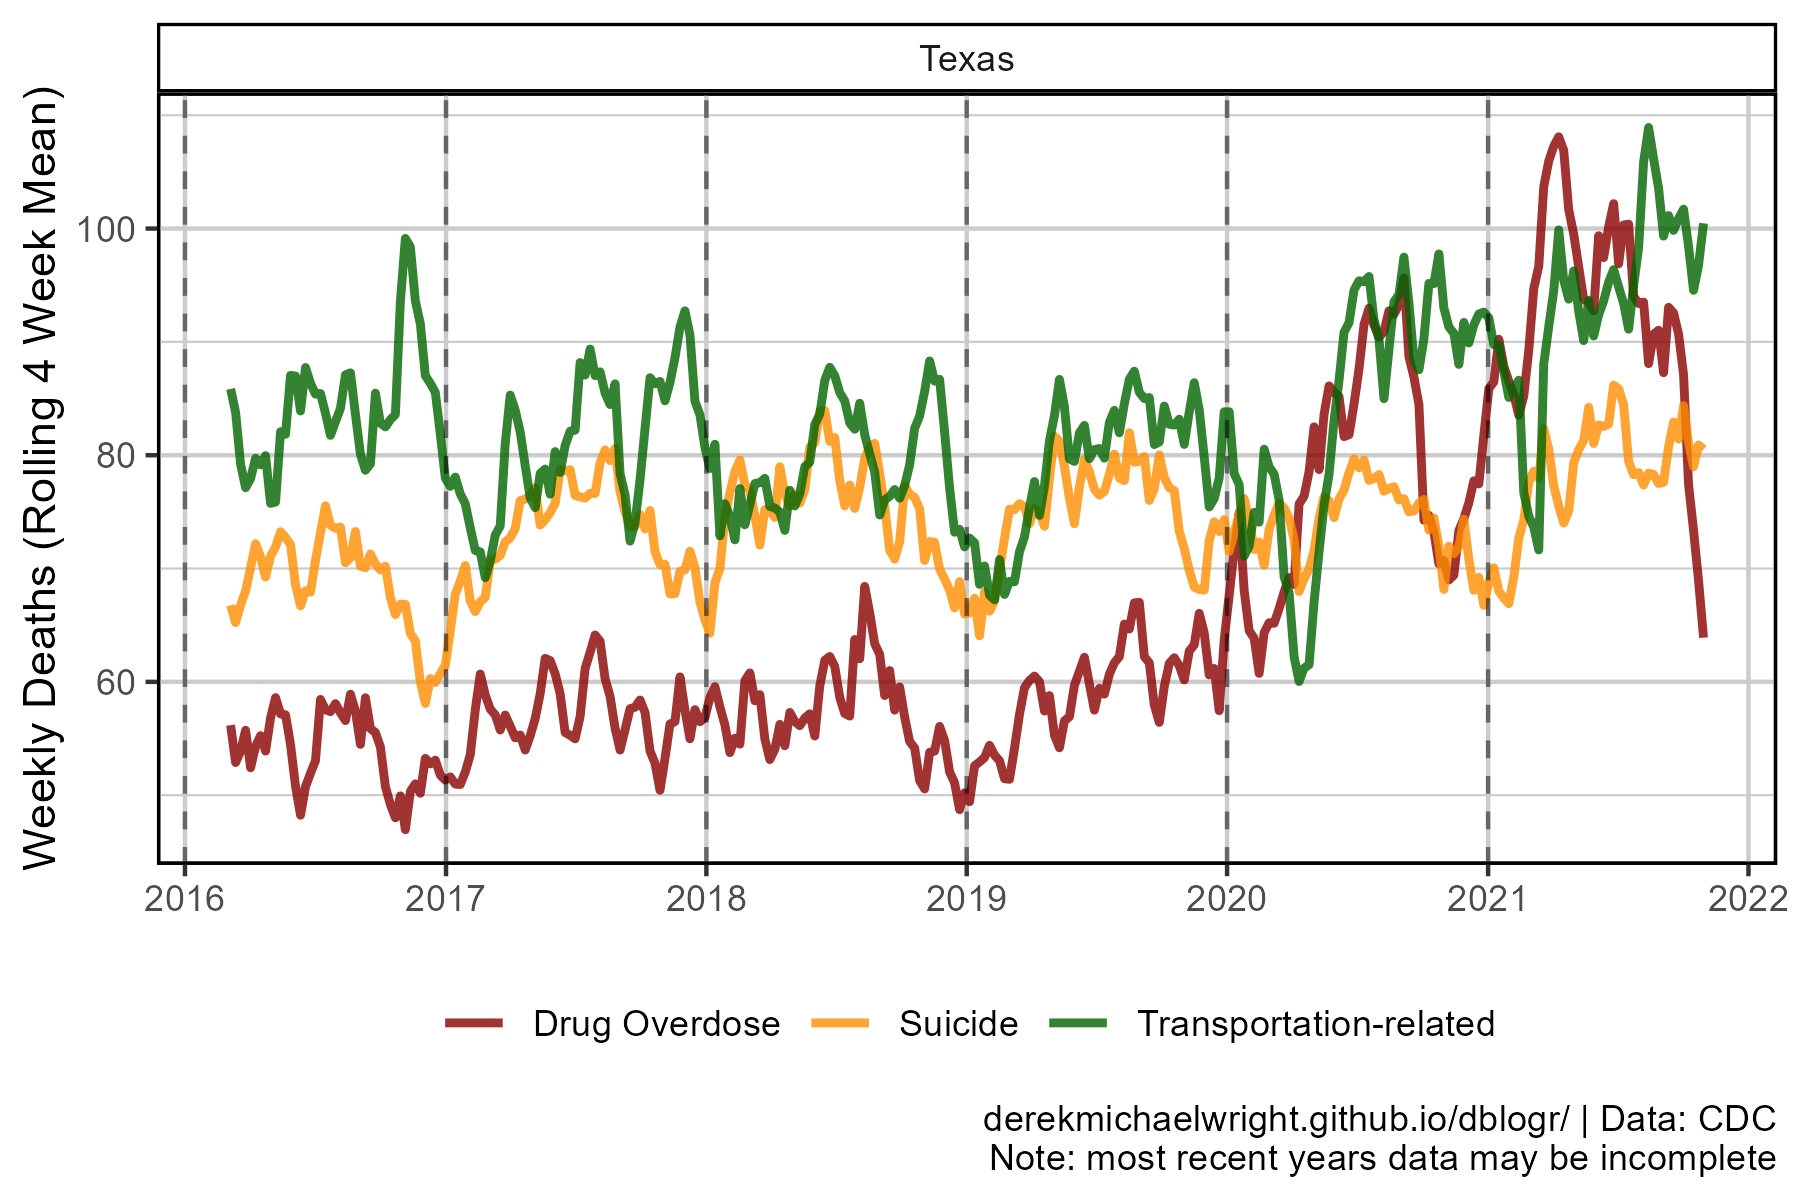 Texas
Weekly Deaths (Rolling 4 Week Mean)
100
80
60
2016 2017 2018 2019 2020 2021 2022
Drug Overdose Suicide Transportation-related
derekmichaelwright.github.io/dblogr/ | Data: CDC
Note: most recent years data may be incomplete